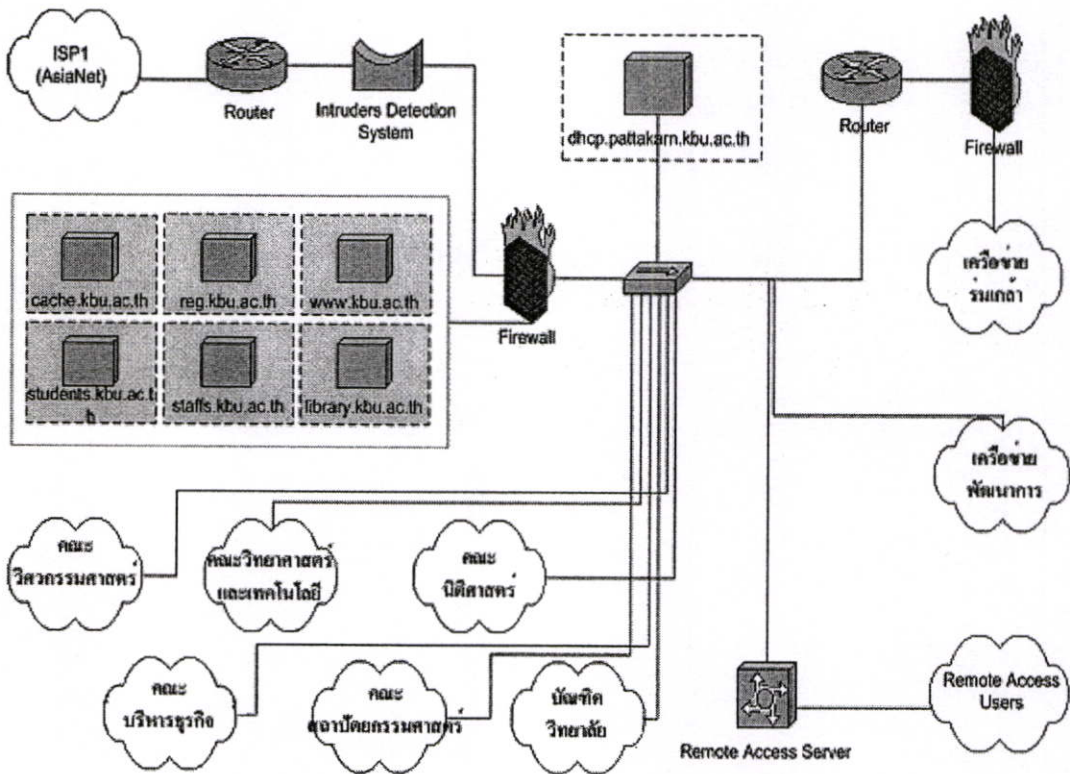 ISP1
(AsiaNet)
Router
Intruders Detection
System
dhcp.pattakarn.kbu.ac.th
Router
Firewall
cache.kbu.ac.th
reg.kbu.ac.th
www.kbu.ac.th
Firewall
เครือข่าย
ร่มเกล้า
students.kbu.ac.t
h
staffs.kbu.ac.th
library.kbu.ac.th
เครือข่าย
พัฒนาการ
คณะ
วิศวกรรมศาสตร์
คณะวิทยาศาสตร์
และเทคโนโลยี
คณะ
นิติศาสตร์
คณะ
บริหารธุรกิจ
คณะ
สถาปัตยกรรมศาสตร์
บัณฑิต
วิทยาลัย
Remote Access Server
Remote Access
Users